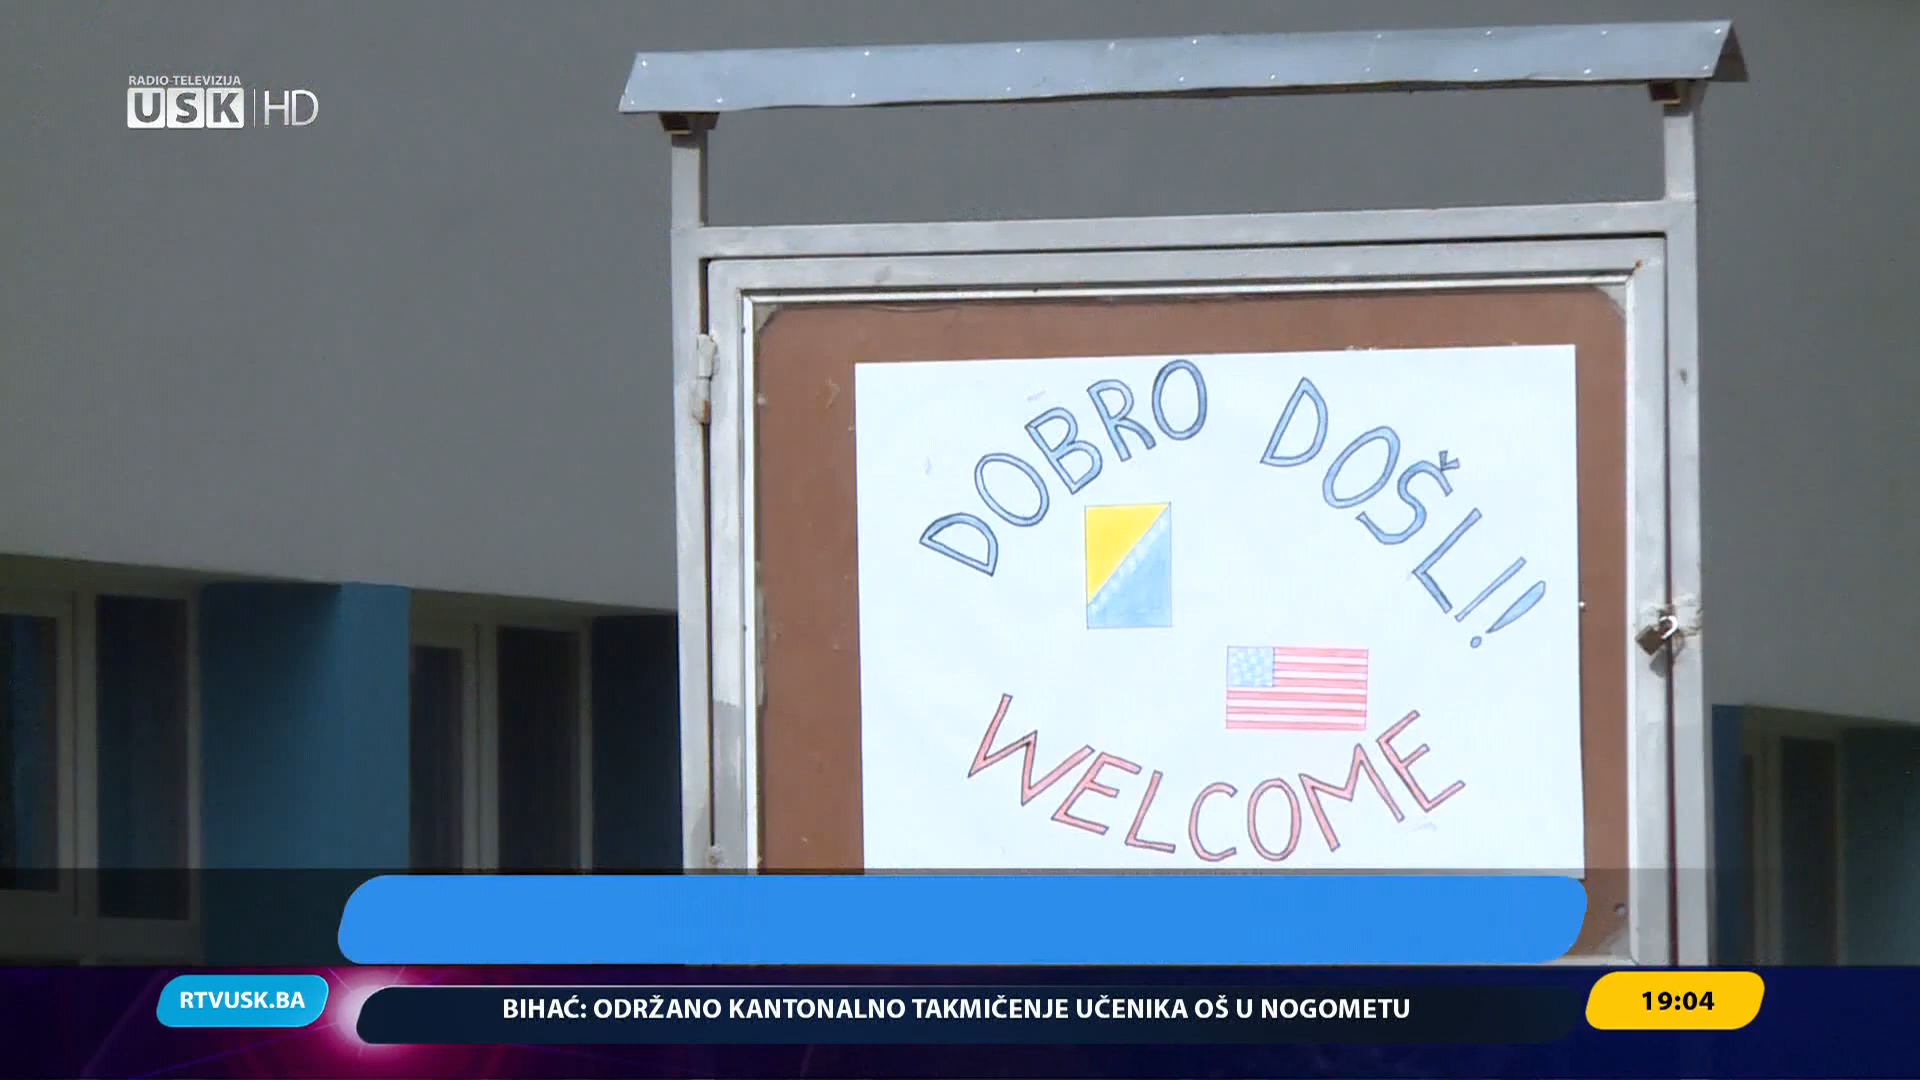 RADIO-TELEVIZIJA
USK HD
DOBRO DOŠLI!
WELCOME
RTVUSK.BA
BIHAĆ: ODRŽANO KANTONALNO TAKMIČENJE UČENIKA OŠ U NOGOMETU
19:04